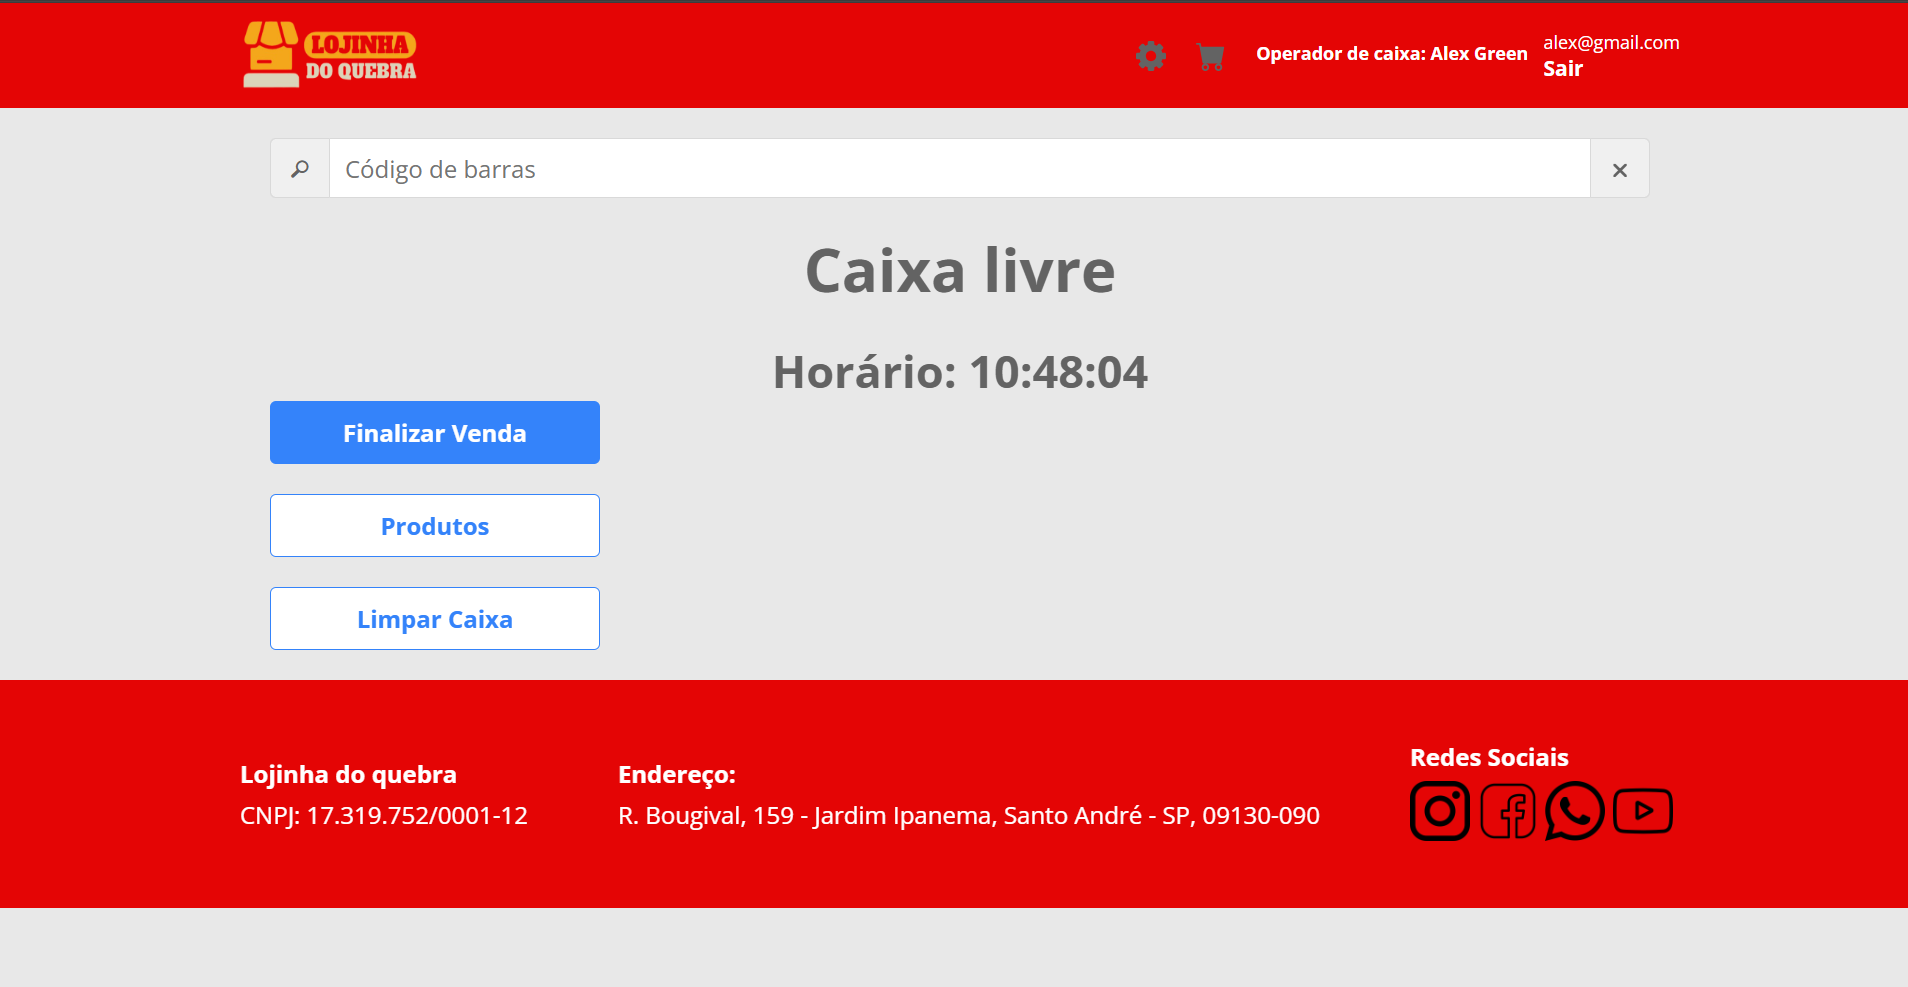 LOJINHA
DO QUEBRA
Operador de caixa: Alex Green
alex@gmail.com
Sair
Código de barras
Caixa livre
Horário: 10:48:04
Finalizar Venda
Produtos
Limpar Caixa
Lojinha do quebra
CNPJ: 17.319.752/0001-12
Endereço:
R. Bougival, 159 - Jardim Ipanema, Santo André - SP, 09130-090
Redes Sociais